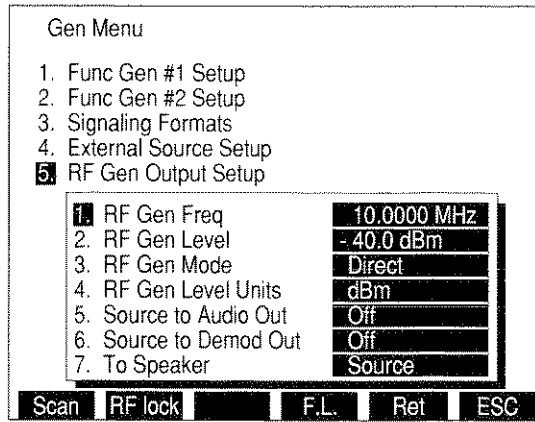 Gen Menu
1. Func Gen #1 Setup
2. Func Gen #2 Setup
3. Signaling Formats
4. External Source Setup
5. RF Gen Output Setup
1. RF Gen Freq 10.0000 MHz
2. RF Gen Level - 40.0 dBm
3. RF Gen Mode Direct
4. RF Gen Level Units dBm
5. Source to Audio Out Off
6. Source to Demod Out Off
7. To Speaker Source
Scan RF lock F.L. Ret ESC